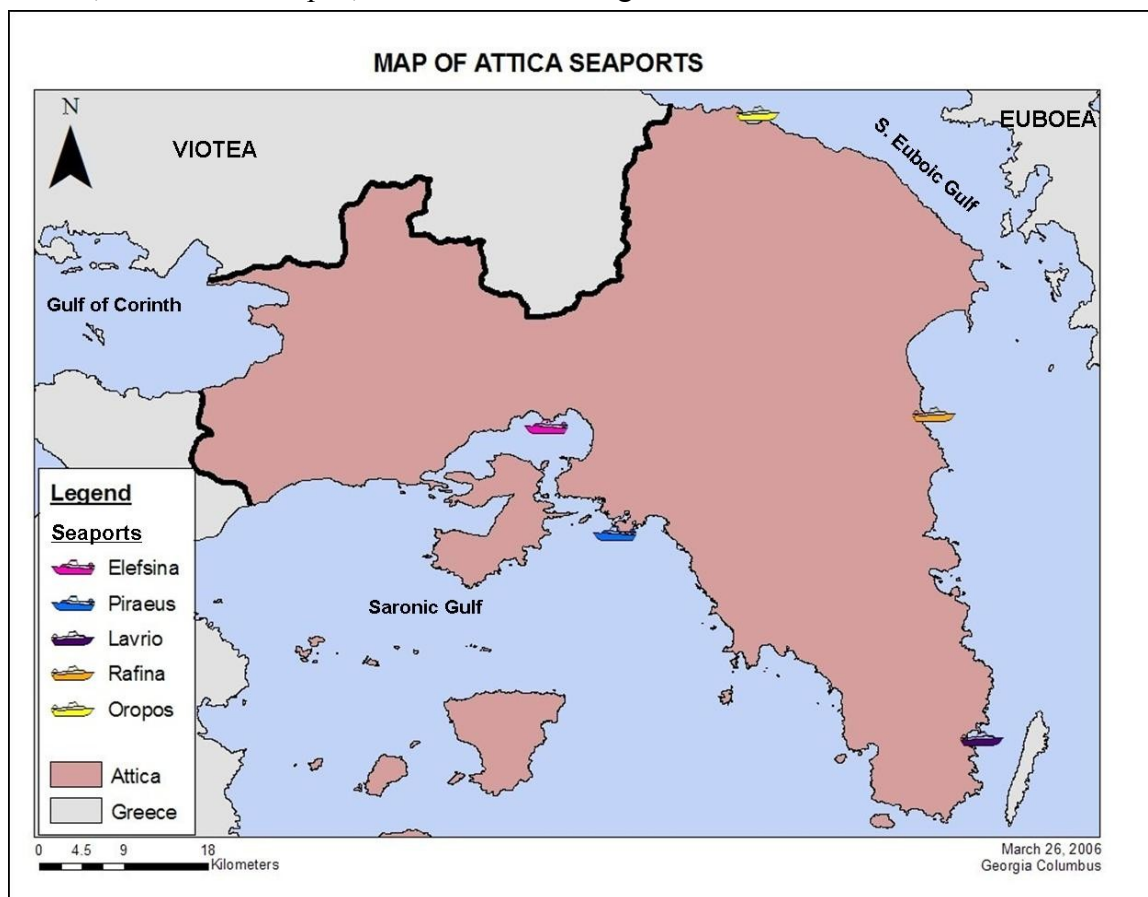 MAP OF ATTICA SEAPORTS
N
VIOTEA
EUBOEA
S. Euboic Gulf
Gulf of Corinth
Saronic Gulf
Legend
Seaports
Elefsina
Piraeus
Lavrio
Rafina
Oropos
Attica
Greece
0 4.5 9 18
Kilometers
March 26, 2006
Georgia Columbus